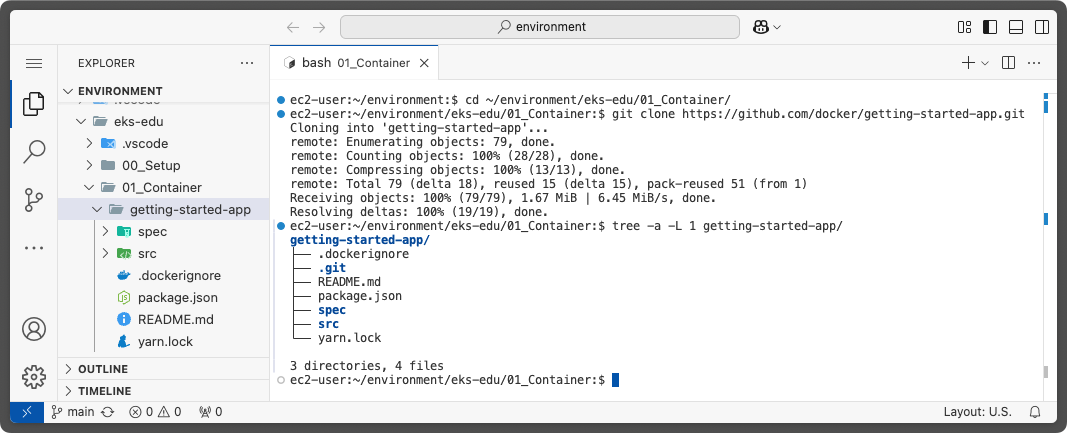 environment
EXPLORER
ENVIRONMENT
.vscode
eks-edu
.vscode
00_Setup
01_Container
getting-started-app
spec
src
.dockerignore
package.json
README.md
yarn.lock
OUTLINE
TIMELINE
bash 01_Container
ec2-user:~/environment:$ cd ~/environment/eks-edu/01_Container/
ec2-user:~/environment/eks-edu/01_Container:$ git clone https://github.com/docker/getting-started-app.git
Cloning into 'getting-started-app'...
remote: Enumerating objects: 79, done.
remote: Counting objects: 100% (28/28), done.
remote: Compressing objects: 100% (13/13), done.
remote: Total 79 (delta 18), reused 15 (delta 15), pack-reused 51 (from 1)
Receiving objects: 100% (79/79), 1.67 MiB | 6.45 MiB/s, done.
Resolving deltas: 100% (19/19), done.
ec2-user:~/environment/eks-edu/01_Container:$ tree -a -L 1 getting-started-app/
getting-started-app/
├── .dockerignore
├── .git
├── README.md
├── package.json
├── spec
├── src
└── yarn.lock
3 directories, 4 files
ec2-user:~/environment/eks-edu/01_Container:$
main 0 0 0 Layout: U.S.